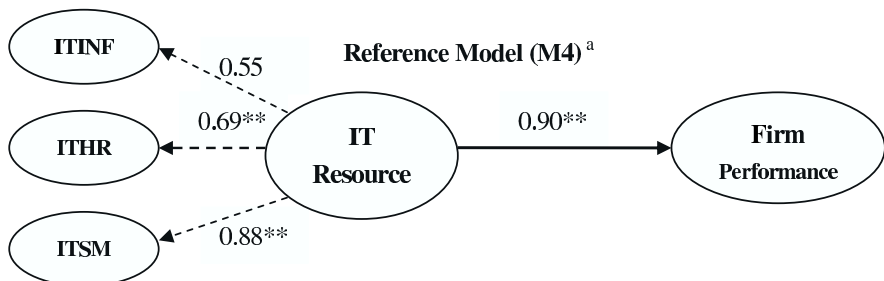 ITINF
Reference Model (M4) a
0.55
0.69**
0.90**
ITHR
IT
Resource
Firm
Performance
ITSM
0.88**